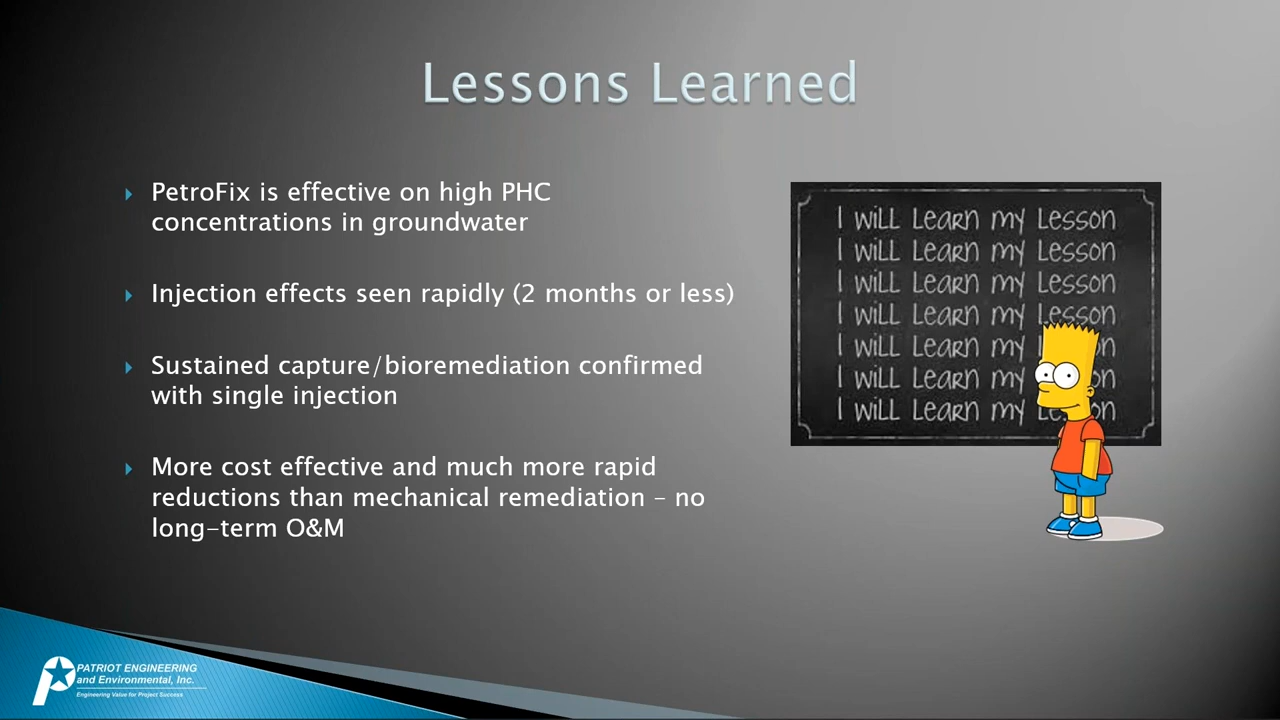 Lessons Learned
PetroFix is effective on high PHC
concentrations in groundwater
Injection effects seen rapidly (2 months or less)
Sustained capture/bioremediation confirmed
with single injection
More cost effective and much more rapid
reductions than mechanical remediation – no
long-term O&M
I will Learn my Lesson
I will Learn my Lesson
I will Learn my Lesson
I will Learn my Lesson
I will Learn my
I will Learn my
I will Learn my
PATRIOT ENGINEERING
and Environmental, Inc.
Engineering Value for Project Success